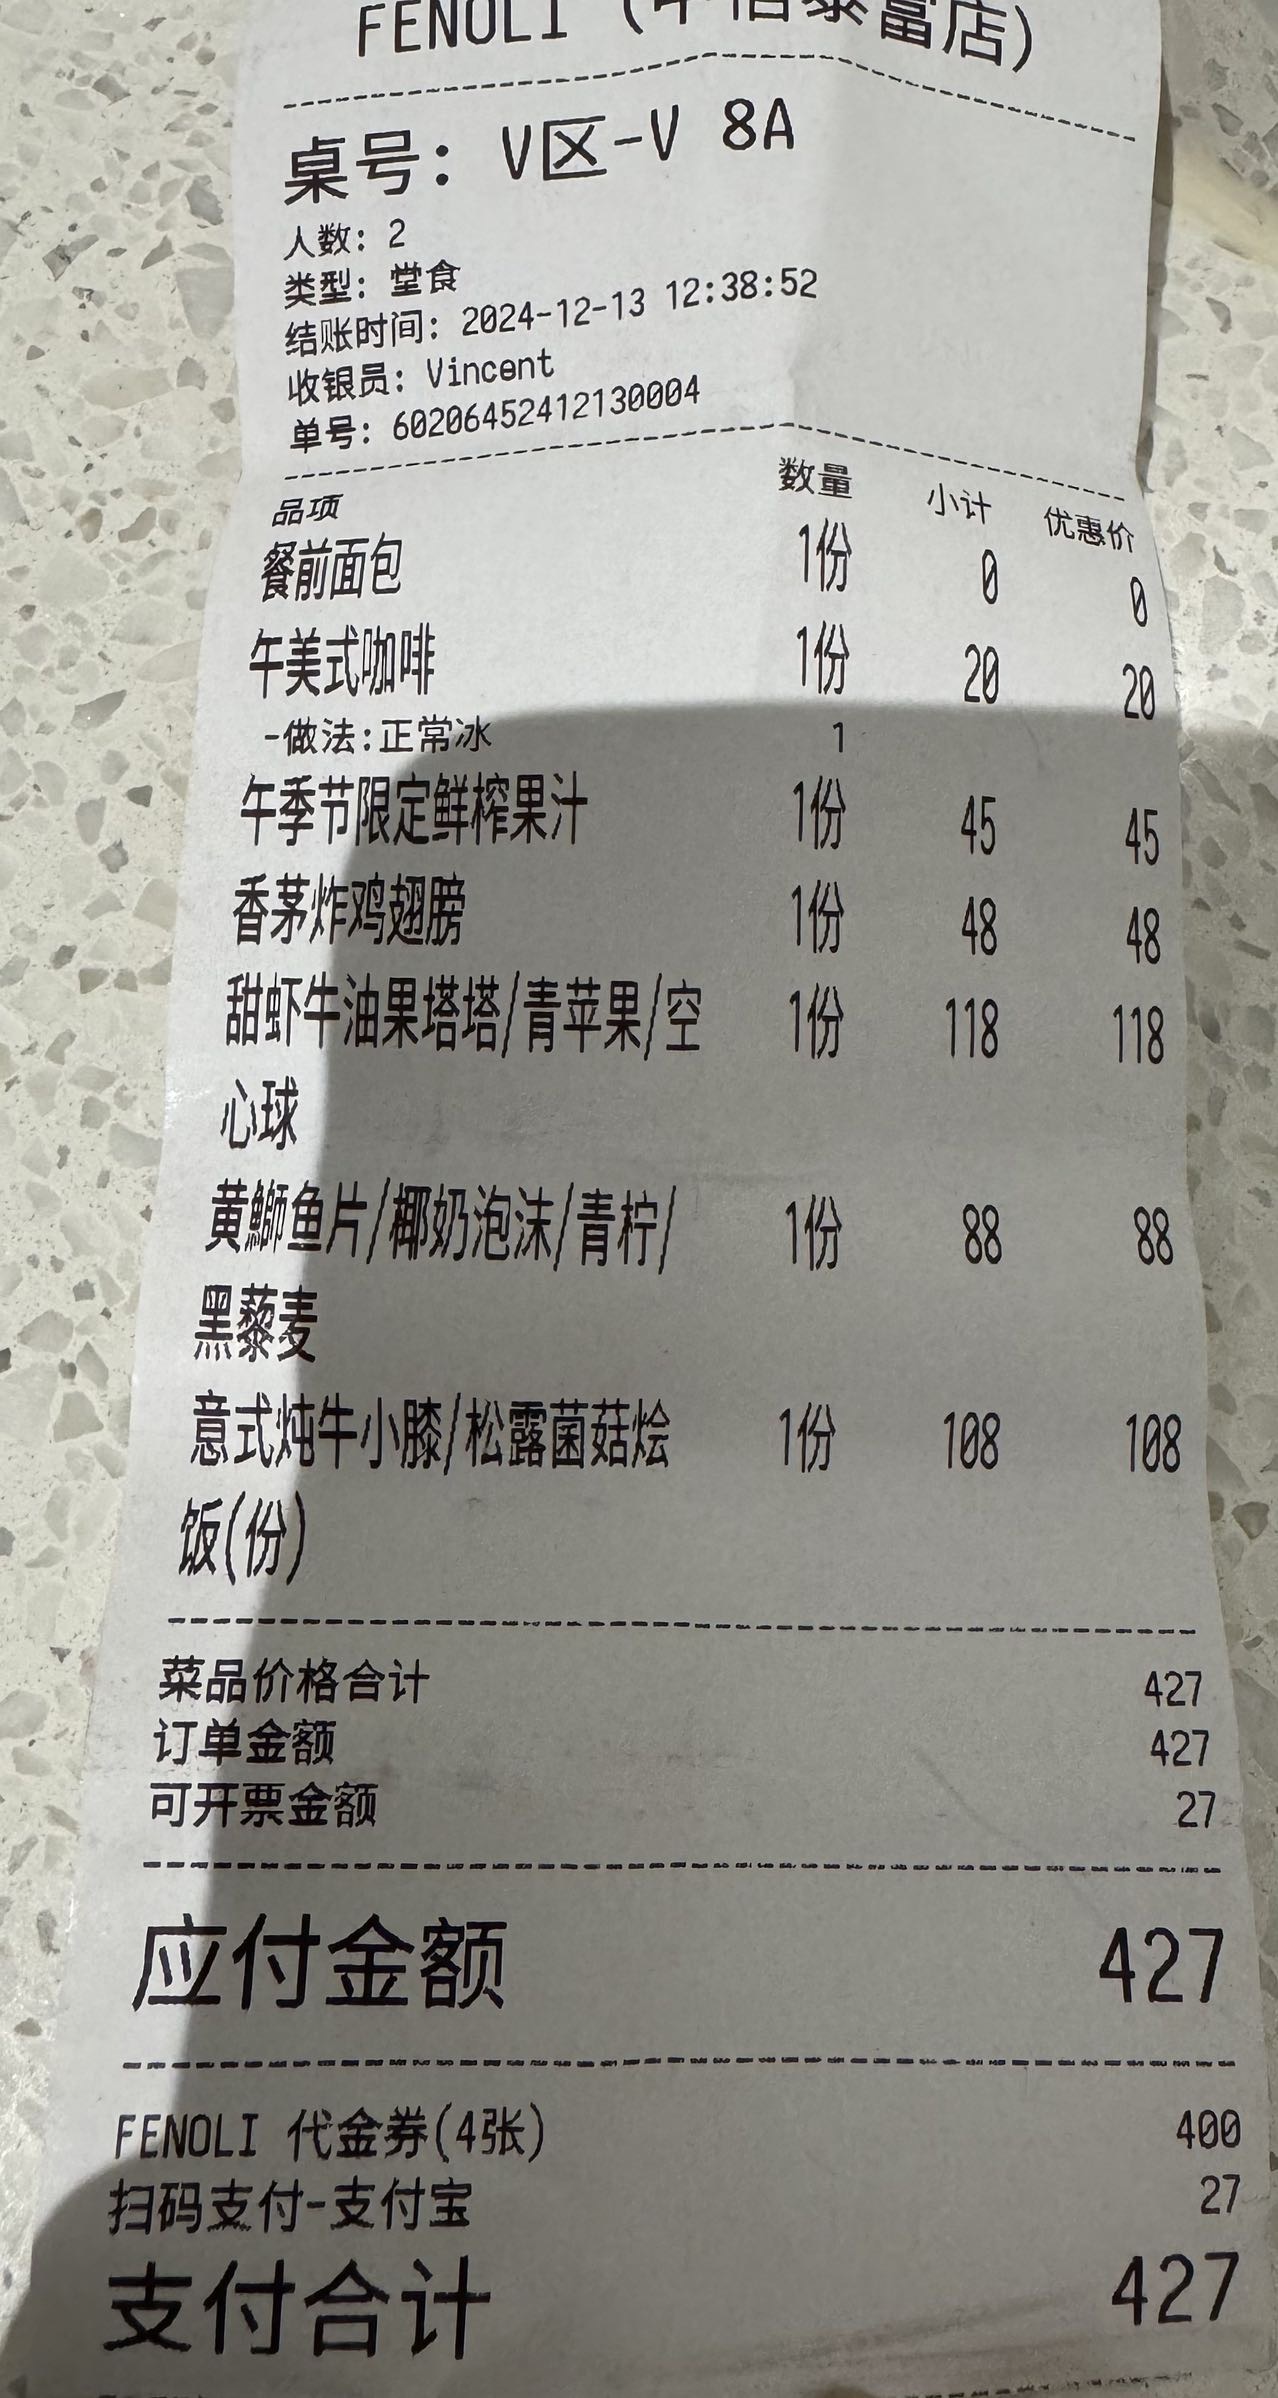 FENOLI (中信泰富店)
桌号: V区-V 8A
人数: 2
类型: 堂食
结账时间: 2024-12-13 12:38:52
收银员: Vincent
单号: 60206452412130004
品项 数量 小计 优惠价
餐前面包 1份 0 0
午美式咖啡 1份 20 20
-做法:正常冰 1
午季节限定鲜榨果汁 1份 45 45
香茅炸鸡翅膀 1份 48 48
甜虾牛油果塔塔/青苹果/空 1份 118 118
心球
黄鰤鱼片/椰奶泡沫/青柠/ 1份 88 88
黑藜麦
意式炖牛小膝/松露菌菇烩 1份 108 108
饭(份)
菜品价格合计 427
订单金额 427
可开票金额 27
应付金额 427
FENOLI 代金券(4张) 400
扫码支付-支付宝 27
支付合计 427